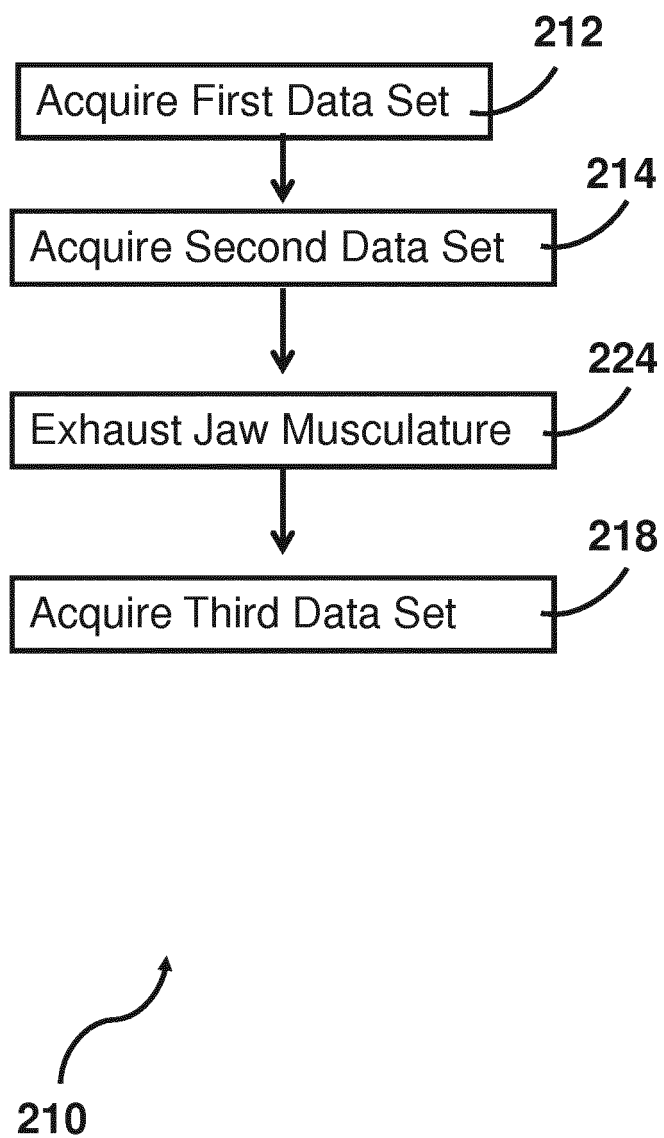 212
Acquire First Data Set
214
Acquire Second Data Set
224
Exhaust Jaw Musculature
218
Acquire Third Data Set
210